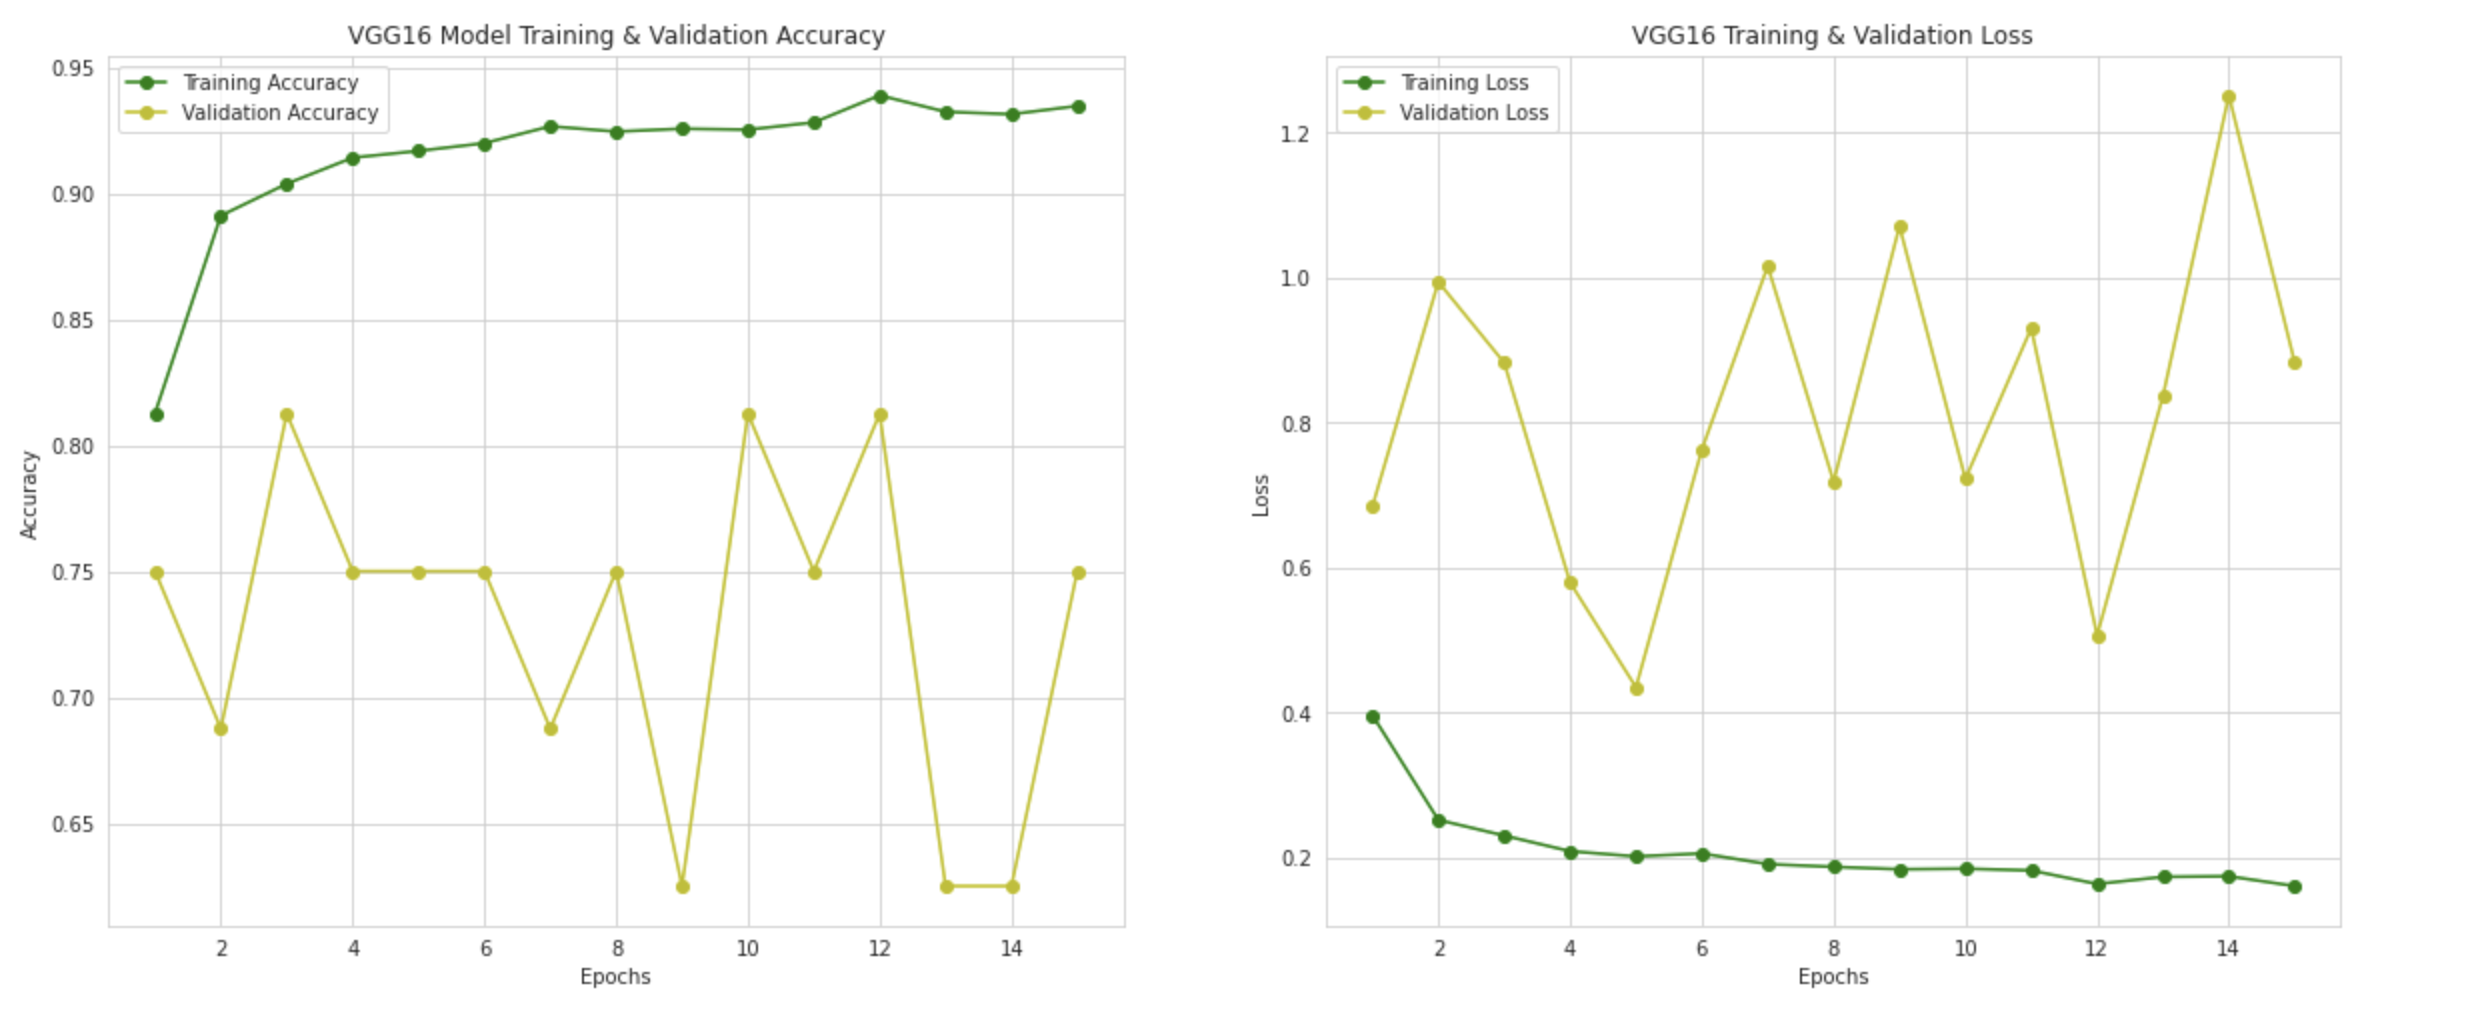 VGG16 Model Training & Validation Accuracy
Training Accuracy
Validation Accuracy
0.95
0.90
0.85
0.80
0.75
0.70
0.65
Accuracy
2 4 6 8 10 12 14
Epochs
VGG16 Training & Validation Loss
Training Loss
Validation Loss
1.2
1.0
0.8
0.6
0.4
0.2
Loss
2 4 6 8 10 12 14
Epochs